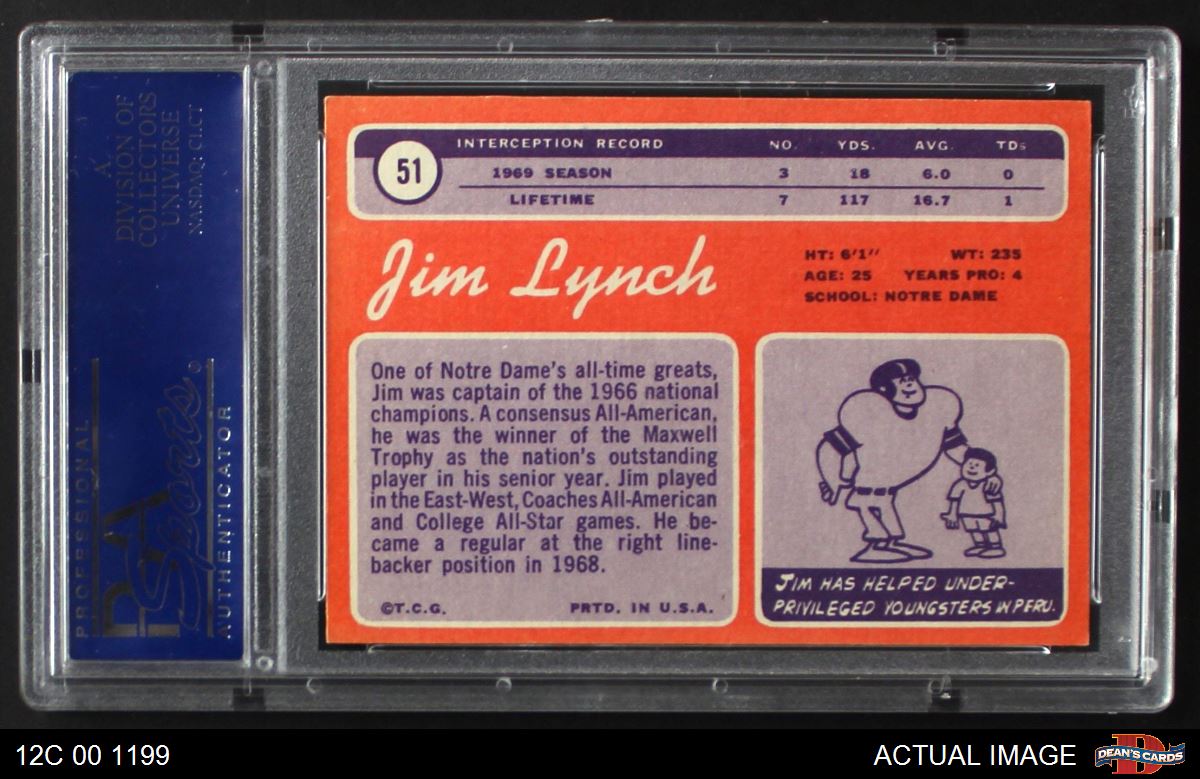 A
DIVISION OF
COLLECTORS
UNIVERSE
NASDAQ: CLCT
PROFESSIONAL
PSA
Sports
®
AUTHENTICATOR
51
INTERCEPTION RECORD NO. YDS. AVG. TDs
1969 SEASON 3 18 6.0 0
LIFETIME 7 117 16.7 1
Jim Lynch
HT: 6'1" WT: 235
AGE: 25 YEARS PRO: 4
SCHOOL: NOTRE DAME
One of Notre Dame's all-time greats,
Jim was captain of the 1966 national
champions. A consensus All-American,
he was the winner of the Maxwell
Trophy as the nation's outstanding
player in his senior year. Jim played
in the East-West, Coaches All-American
and College All-Star games. He be-
came a regular at the right line-
backer position in 1968.
©T.C.G. PRTD. IN U.S.A.
JIM HAS HELPED UNDER-
PRIVILEGED YOUNGSTERS IN PERU.
12C 00 1199
ACTUAL IMAGE
D
DEAN'S CARDS